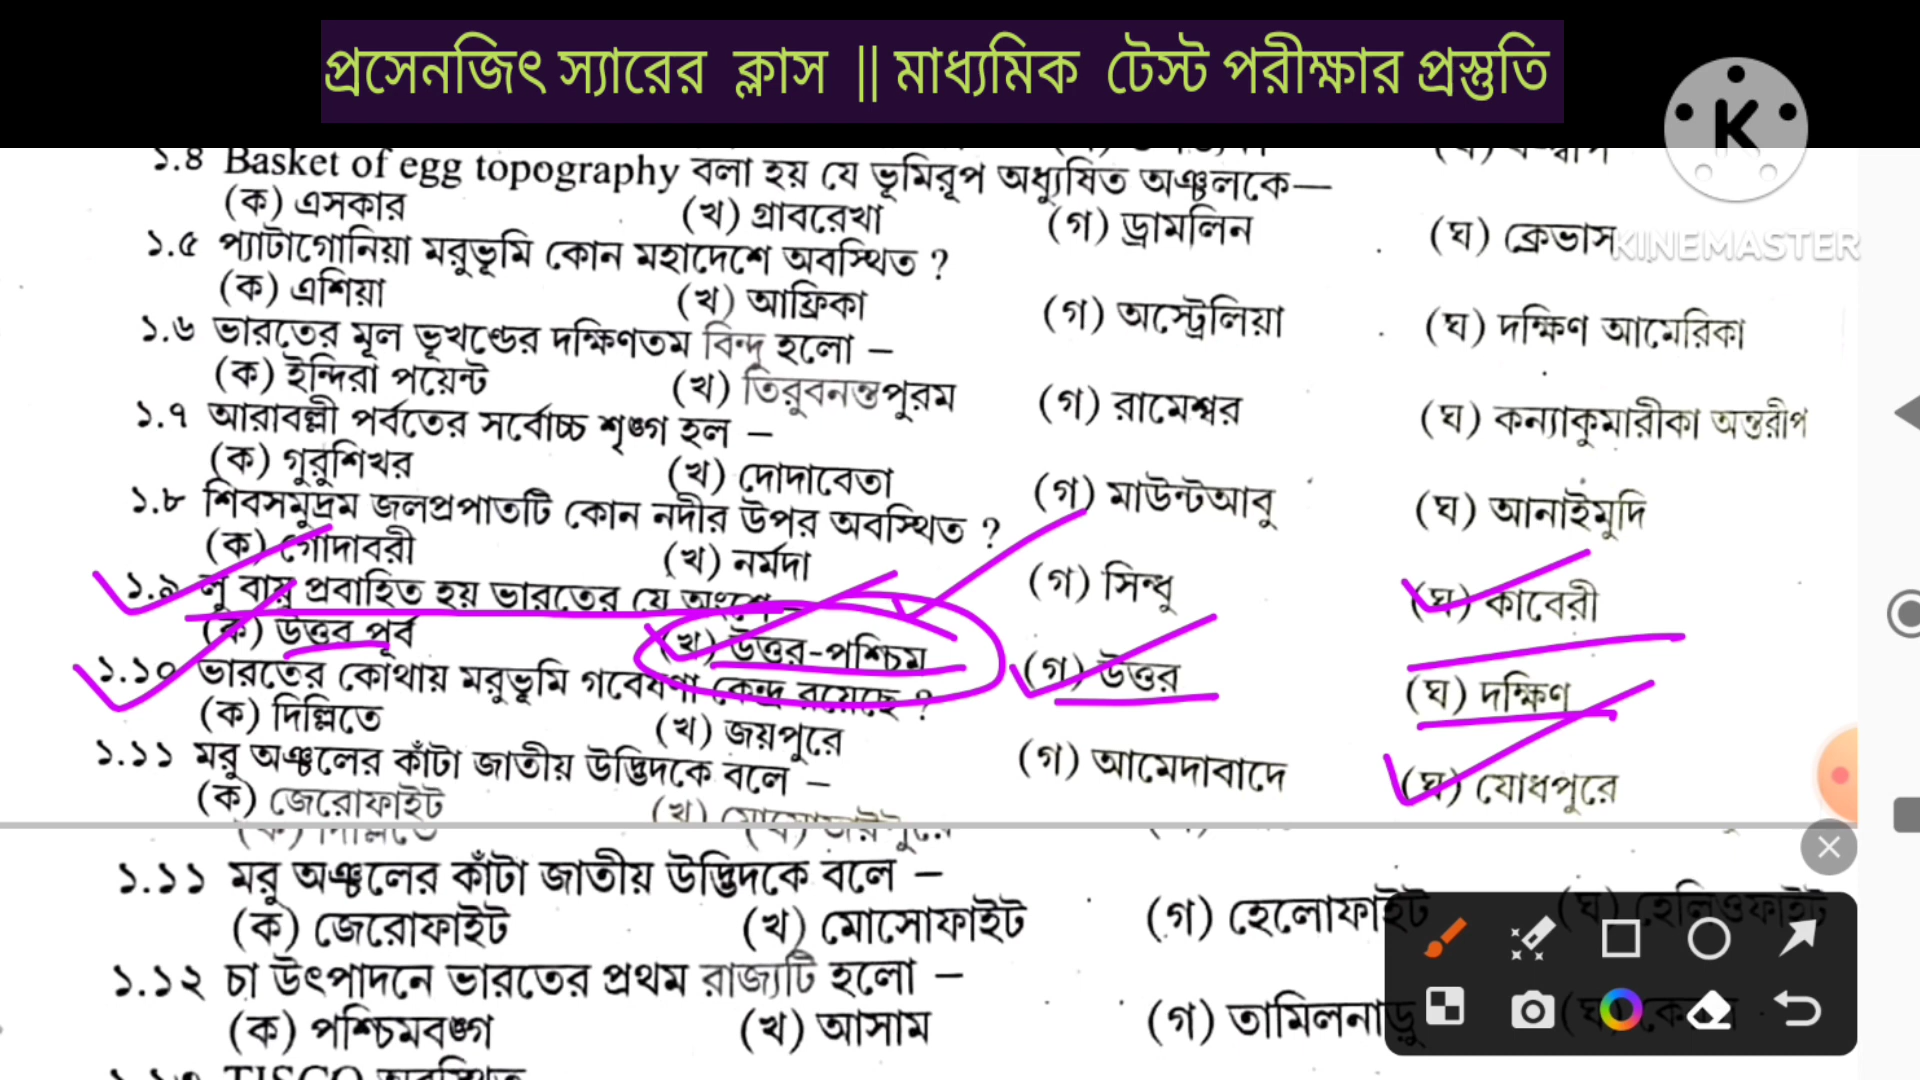 প্রসেনজিৎ স্যারের ক্লাস || মাধ্যমিক টেস্ট পরীক্ষার প্রস্তুতি
K
KINEMASTER
১.৪ Basket of egg topography বলা হয় যে ভূমিরূপ অধ্যুষিত অঞ্চলকে—
(ক) এসকার (খ) গ্রাবরেখা (গ) ড্রামলিন (ঘ) ক্রেভাস
১.৫ প্যাটাগোনিয়া মরুভূমি কোন মহাদেশে অবস্থিত ?
(ক) এশিয়া (খ) আফ্রিকা (গ) অস্ট্রেলিয়া (ঘ) দক্ষিণ আমেরিকা
১.৬ ভারতের মূল ভূখণ্ডের দক্ষিণতম বিন্দু হলো –
(ক) ইন্দিরা পয়েন্ট (খ) তিরুবনন্তপুরম (গ) রামেশ্বর (ঘ) কন্যাকুমারীকা অন্তরীপ
১.৭ আরাবল্লী পর্বতের সর্বোচ্চ শৃঙ্গ হল –
(ক) গুরুশিখর (খ) দোদাবেতা (গ) মাউন্টআবু (ঘ) আনাইমুদি
১.৮ শিবসমুদ্রম জলপ্রপাতটি কোন নদীর উপর অবস্থিত ?
(ক) গোদাবরী (খ) নর্মদা (গ) সিন্ধু (ঘ) কাবেরী
১.৯ লু বায়ু প্রবাহিত হয় ভারতের যে অংশে –
(ক) উত্তর পূর্ব (খ) উত্তর-পশ্চিম (গ) উত্তর (ঘ) দক্ষিণ
১.১০ ভারতের কোথায় মরুভূমি গবেষণা কেন্দ্র রয়েছে ?
(ক) দিল্লিতে (খ) জয়পুরে (গ) আমেদাবাদে (ঘ) যোধপুরে
১.১১ মরু অঞ্চলের কাঁটা জাতীয় উদ্ভিদকে বলে –
(ক) জেরোফাইট (খ)
১.১১ মরু অঞ্চলের কাঁটা জাতীয় উদ্ভিদকে বলে –
(ক) জেরোফাইট (খ) মোসোফাইট (গ) হেলোফাইট (ঘ) হেলিওফাইট
১.১২ চা উৎপাদনে ভারতের প্রথম রাজ্যটি হলো –
(ক) পশ্চিমবঙ্গ (খ) আসাম (গ) তামিলনাড়ু (ঘ)
TISCO অবস্থিত